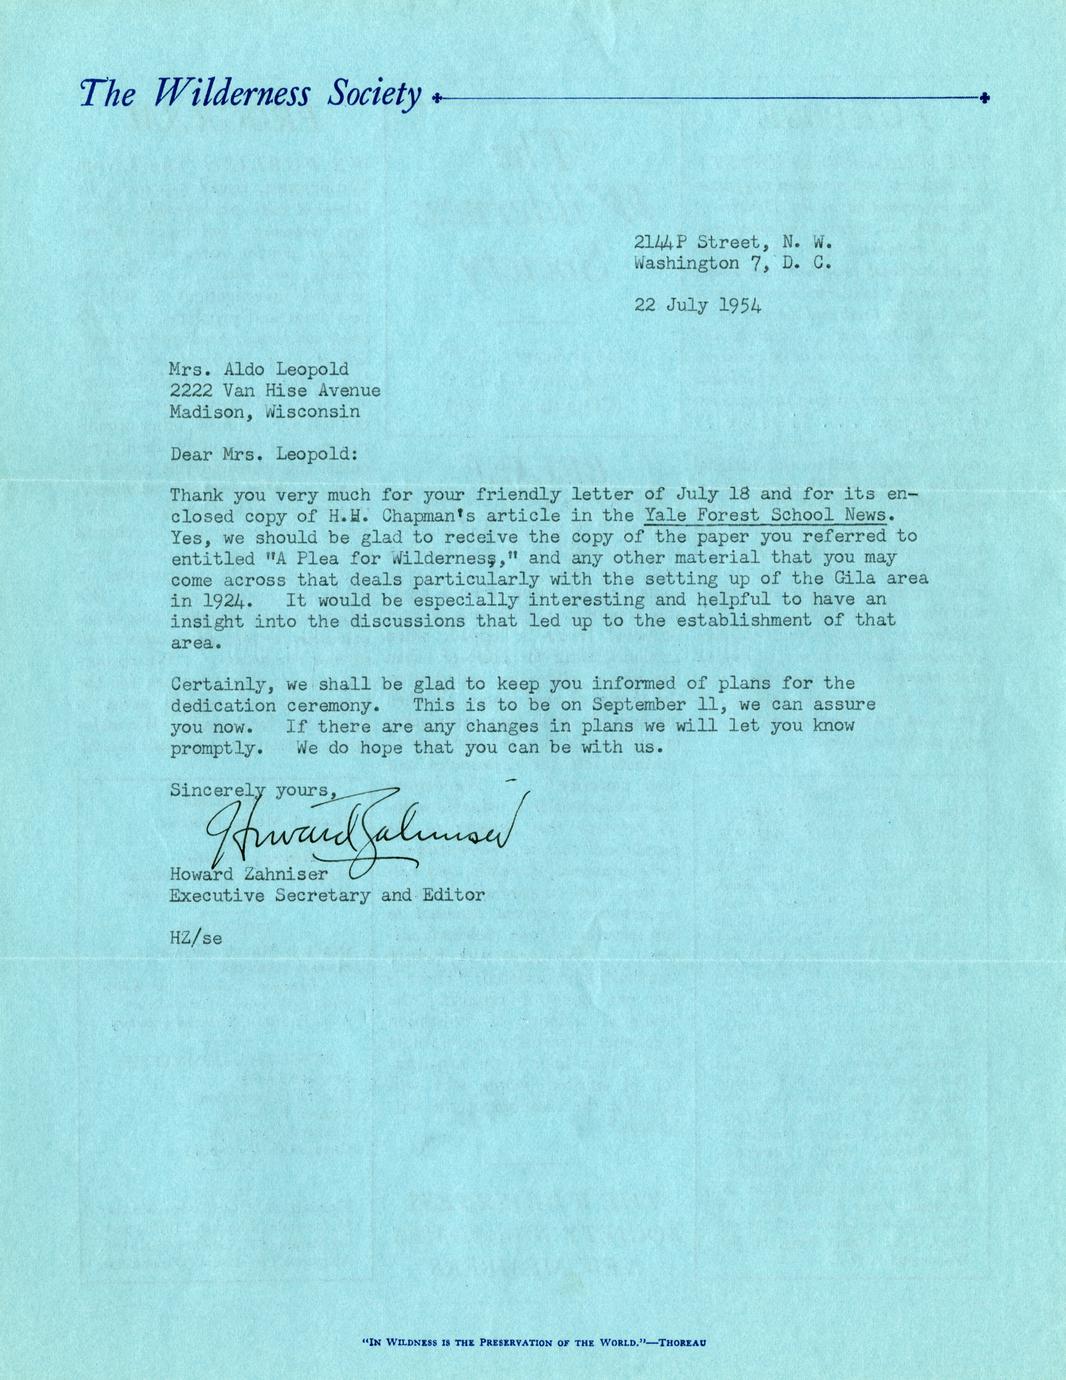 The Wilderness Society
2144P Street, N. W.
Washington 7, D. C.
22 July 1954
Mrs. Aldo Leopold
2222 Van Hise Avenue
Madison, Wisconsin
Dear Mrs. Leopold:
Thank you very much for your friendly letter of July 18 and for its en-
closed copy of H.H. Chapman's article in the Yale Forest School News.
Yes, we should be glad to receive the copy of the paper you referred to
entitled "A Plea for Wilderness," and any other material that you may
come across that deals particularly with the setting up of the Gila area
in 1924. It would be especially interesting and helpful to have an
insight into the discussions that led up to the establishment of that
area.
Certainly, we shall be glad to keep you informed of plans for the
dedication ceremony. This is to be on September 11, we can assure
you now. If there are any changes in plans we will let you know
promptly. We do hope that you can be with us.
Sincerely yours,
Howard Zahniser
Howard Zahniser
Executive Secretary and Editor
HZ/se
"In Wildness is the Preservation of the World."—Thoreau